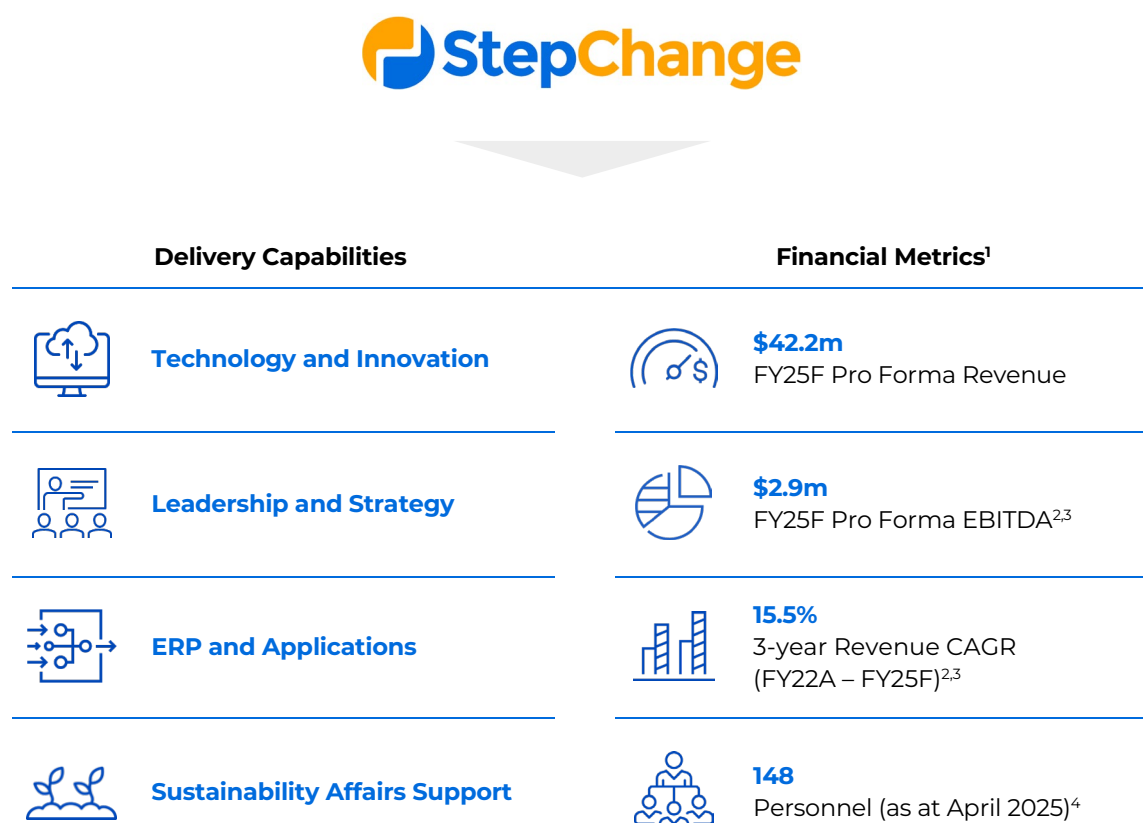 StepChange
Delivery Capabilities
Financial Metrics¹
Technology and Innovation
$42.2m
FY25F Pro Forma Revenue
Leadership and Strategy
$2.9m
FY25F Pro Forma EBITDA²,³
ERP and Applications
15.5%
3-year Revenue CAGR
(FY22A – FY25F)²,³
Sustainability Affairs Support
148
Personnel (as at April 2025)⁴
$